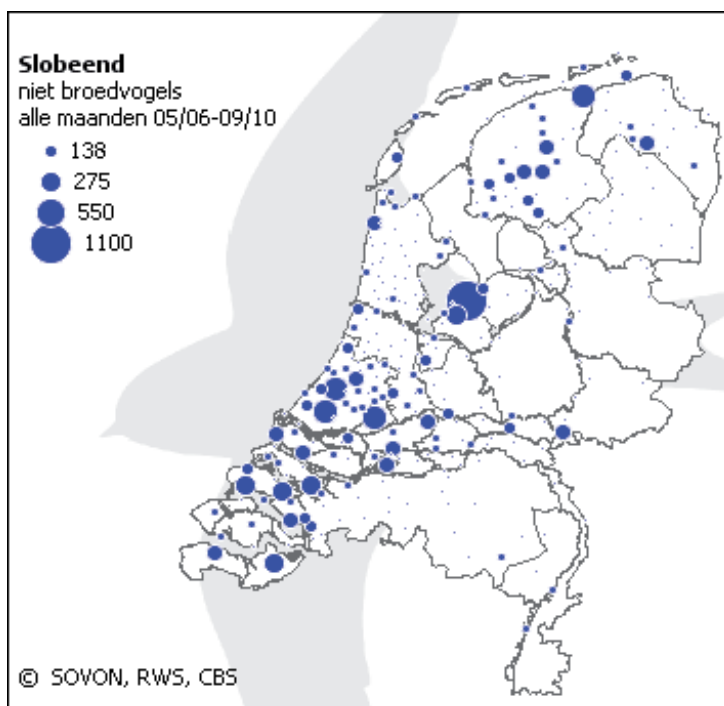 Slobeend
niet broedvogels
alle maanden 05/06-09/10
138
275
550
1100
© SOVON, RWS, CBS